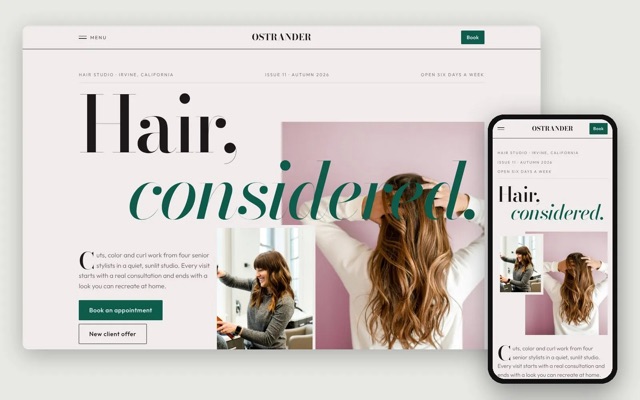 MENU
OSTRANDER
Book
HAIR STUDIO · IRVINE, CALIFORNIA
ISSUE 11 · AUTUMN 2026
OPEN SIX DAYS A WEEK
Hair,
considered.
Cuts, color and curl work from four senior
stylists in a quiet, sunlit studio. Every visit
starts with a real consultation and ends with a
look you can recreate at home.
Book an appointment
New client offer
OSTRANDER
Book
HAIR STUDIO · IRVINE, CALIFORNIA
ISSUE 11 · AUTUMN 2026
OPEN SIX DAYS A WEEK
Hair,
considered.
Cuts, color and curl work from four senior
stylists in a quiet, sunlit studio.
Every visit starts with a real consultation and
ends with a look you can recreate at home.